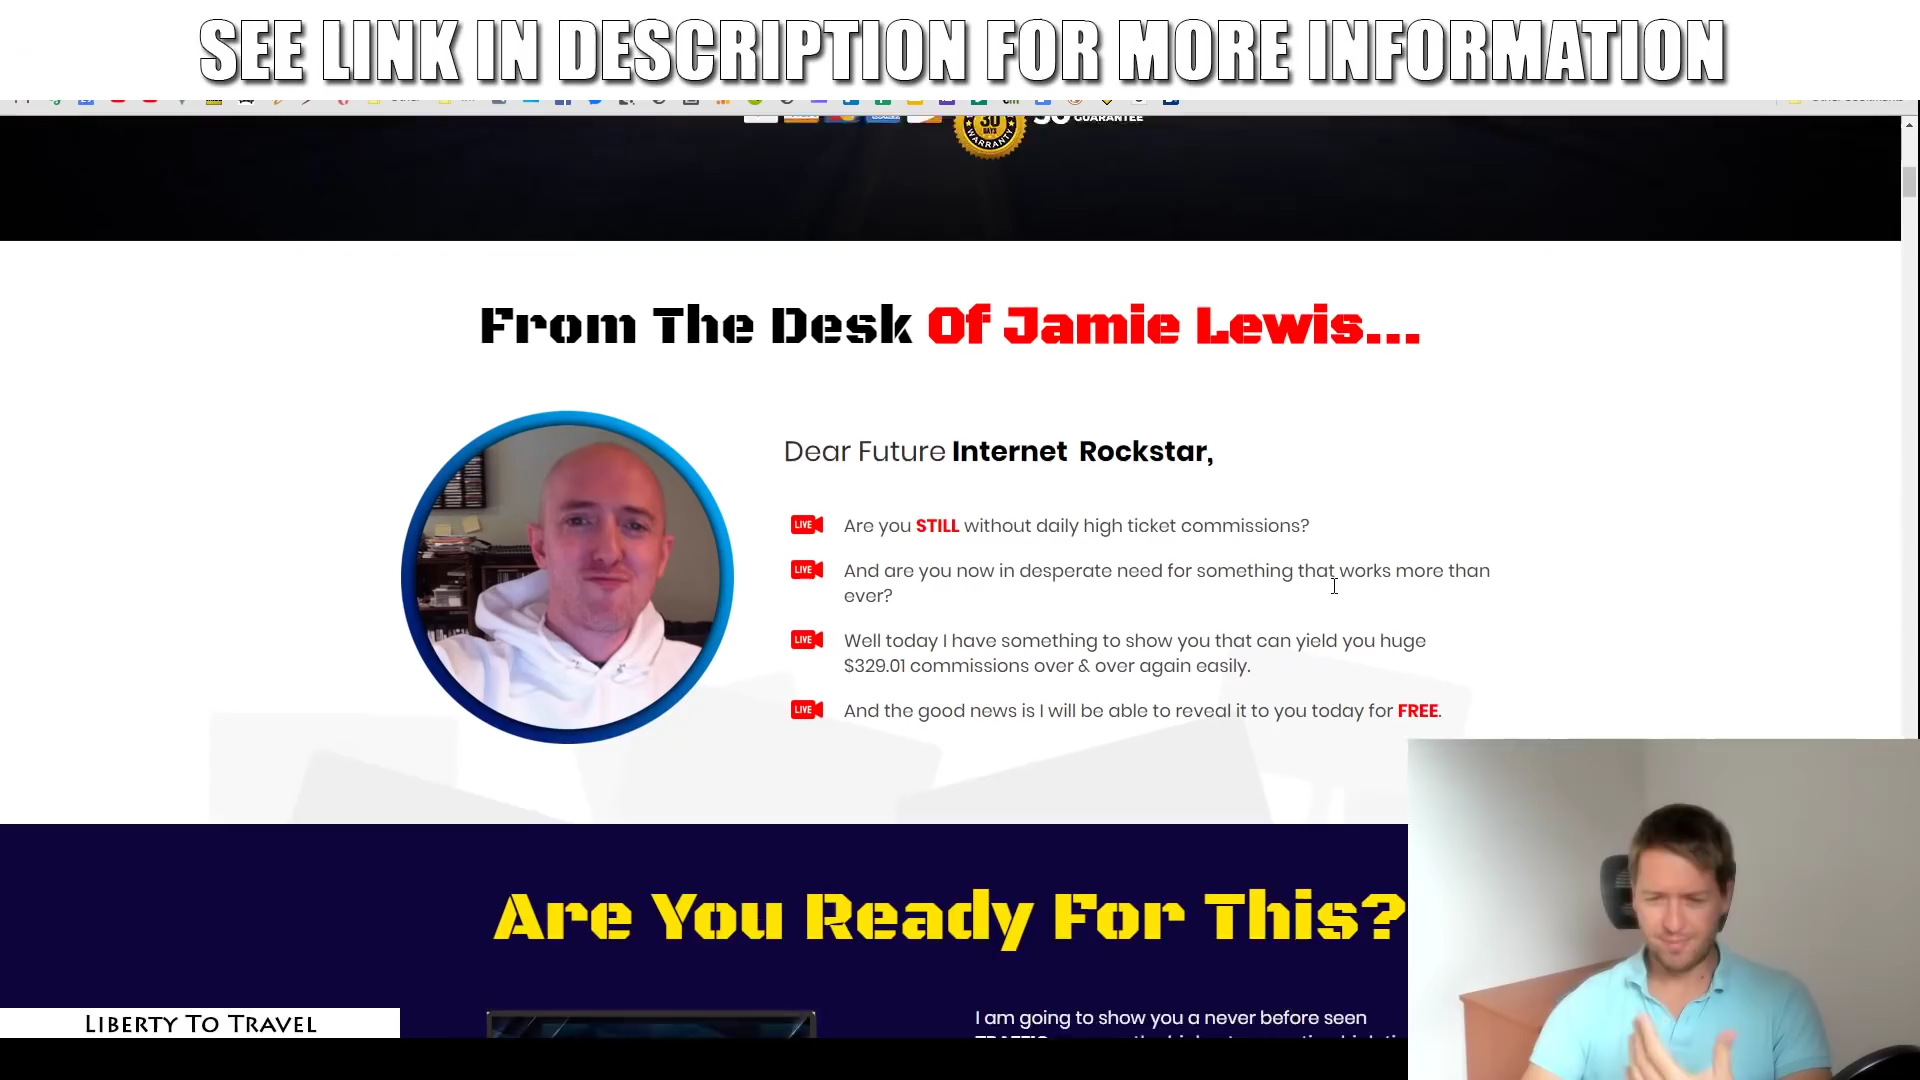 SEE LINK IN DESCRIPTION FOR MORE INFORMATION
30
DAYS
WARRANTY
GUARANTEE
From The Desk Of Jamie Lewis...
Dear Future Internet Rockstar,
LIVE Are you STILL without daily high ticket commissions?
LIVE And are you now in desperate need for something that works more than
ever?
LIVE Well today I have something to show you that can yield you huge
$329.01 commissions over & over again easily.
LIVE And the good news is I will be able to reveal it to you today for FREE.
Are You Ready For This?
I am going to show you a never before seen
LIBERTY TO TRAVEL